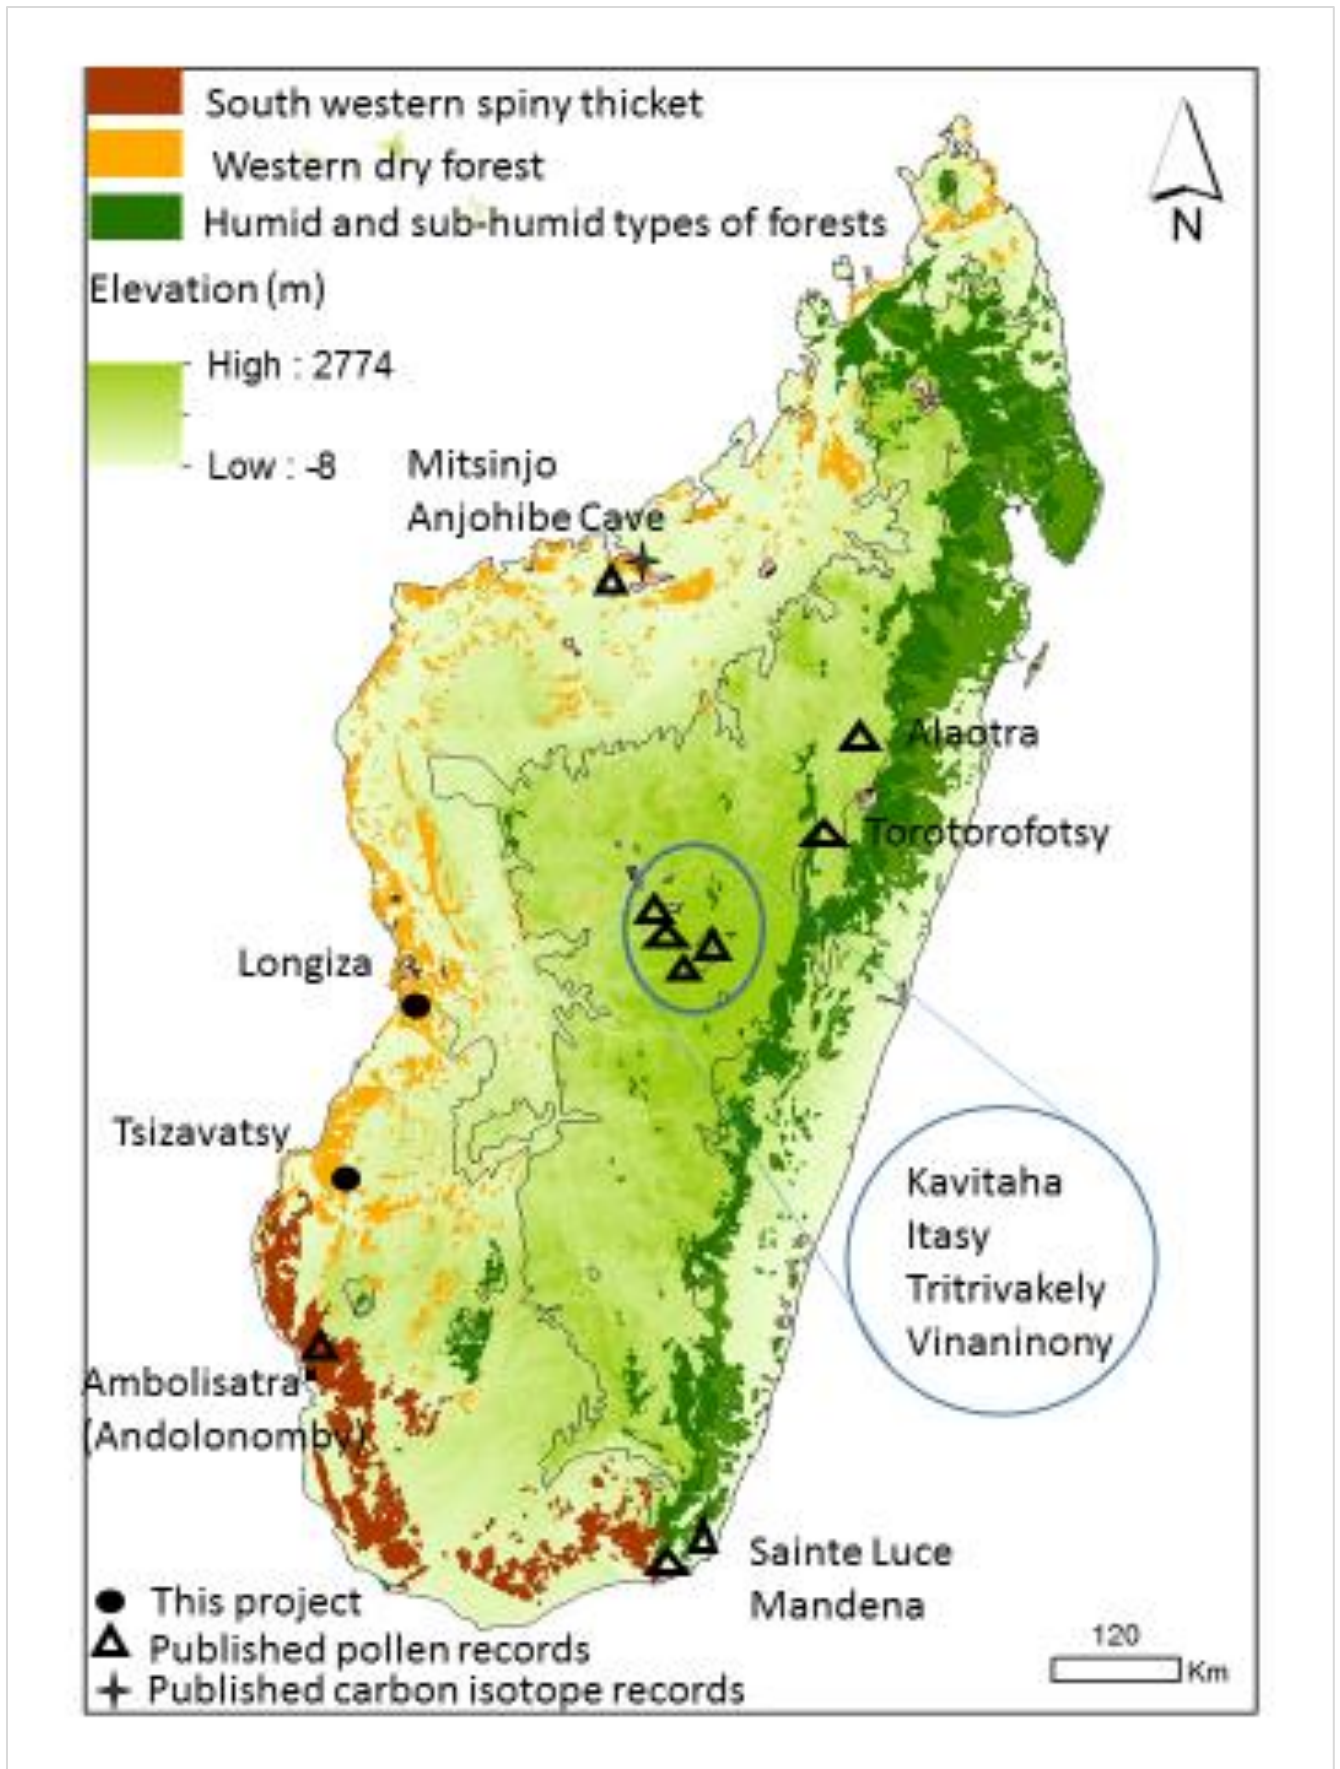 South western spiny thicket
Western dry forest
Humid and sub-humid types of forests
N
Elevation (m)
High : 2774
Low : -8
Mitsinjo
Anjohibe Cave
Alaotra
Torotorofotsy
Longiza
Tsizavatsy
Kavitaha
Itasy
Tritrivakely
Vinaninony
Ambolisatra
(Andolonomby)
Sainte Luce
Mandena
This project
Published pollen records
Published carbon isotope records
120
Km